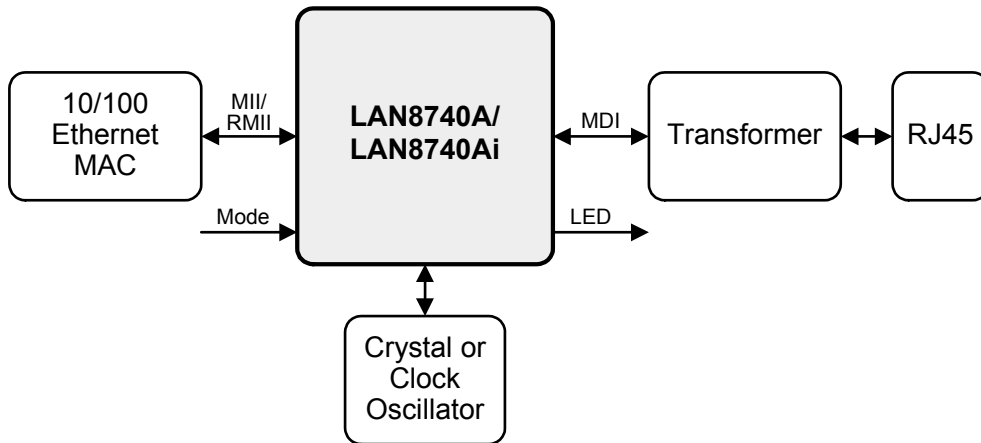 10/100
Ethernet
MAC
MII/
RMII
LAN8740A/
LAN8740Ai
MDI
Transformer
RJ45
Mode
LED
Crystal or
Clock
Oscillator